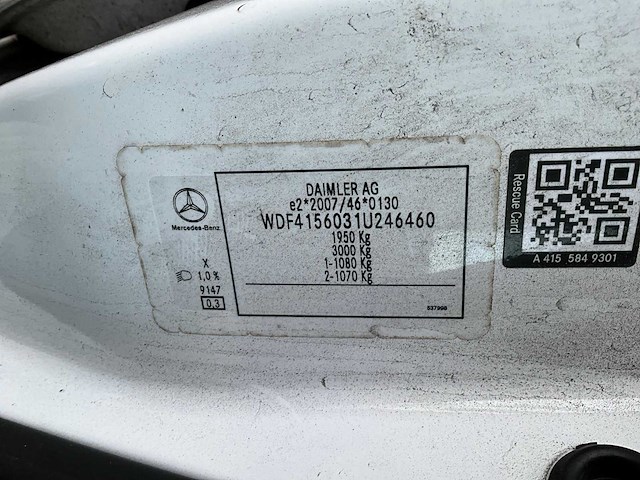 DAIMLER AG
e2*2007/46*0130
WDF4156031U246460
1950 Kg
3000 Kg
1-1080 Kg
2-1070 Kg
Mercedes-Benz
X
1,0%
9147
0,3
Rescue Card
A 415 584 9301